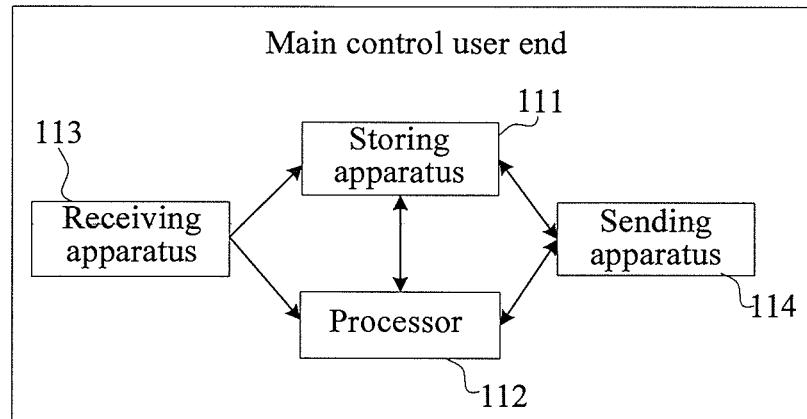 Main control user end
111
113
Storing
apparatus
Receiving
apparatus
Sending
apparatus
Processor
114
112